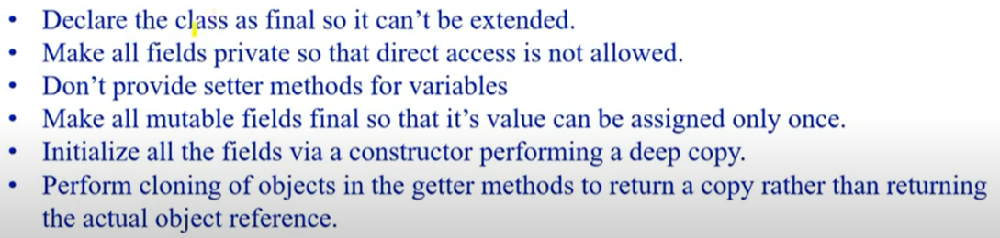 • Declare the class as final so it can’t be extended.
• Make all fields private so that direct access is not allowed.
• Don’t provide setter methods for variables
• Make all mutable fields final so that it’s value can be assigned only once.
• Initialize all the fields via a constructor performing a deep copy.
• Perform cloning of objects in the getter methods to return a copy rather than returning
the actual object reference.